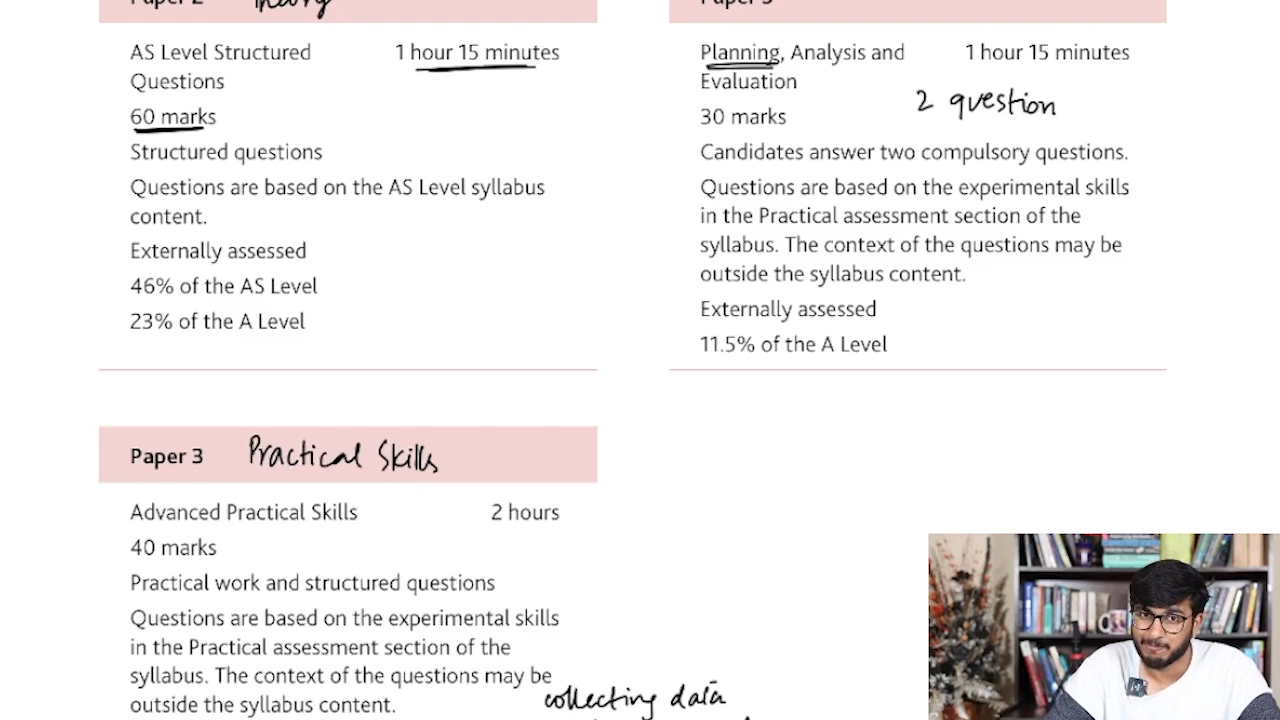 Paper 2 Theory
AS Level Structured 1 hour 15 minutes
Questions
60 marks
Structured questions
Questions are based on the AS Level syllabus
content.
Externally assessed
46% of the AS Level
23% of the A Level
Paper 5
Planning, Analysis and 1 hour 15 minutes
Evaluation
2 question
30 marks
Candidates answer two compulsory questions.
Questions are based on the experimental skills
in the Practical assessment section of the
syllabus. The context of the questions may be
outside the syllabus content.
Externally assessed
11.5% of the A Level
Paper 3 Practical Skills
Advanced Practical Skills 2 hours
40 marks
Practical work and structured questions
Questions are based on the experimental skills
in the Practical assessment section of the
syllabus. The context of the questions may be
outside the syllabus content.
collecting data